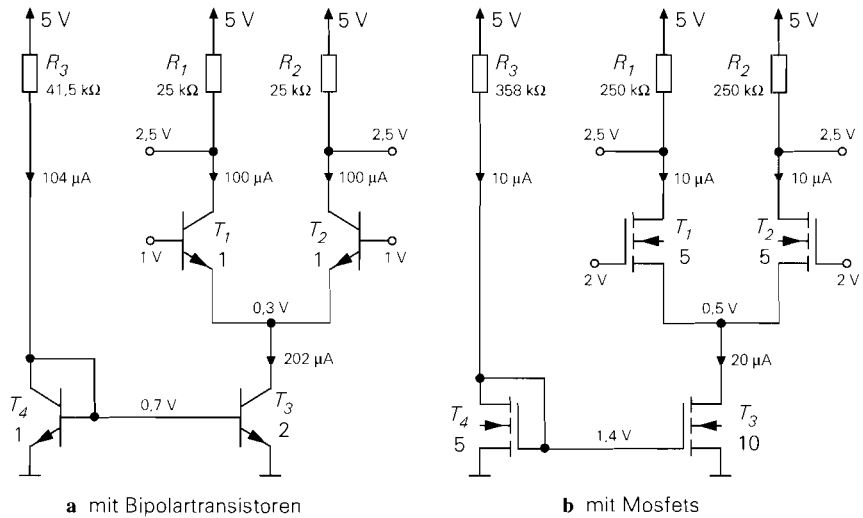 5 V
5 V
5 V
R3
41,5 kΩ
R1
25 kΩ
R2
25 kΩ
2,5 V
2,5 V
104 µA
100 µA
100 µA
T1
1
T2
1
1 V
1 V
0,3 V
202 µA
T4
1
0,7 V
T3
2
a mit Bipolartransistoren
5 V
5 V
5 V
R3
358 kΩ
R1
250 kΩ
R2
250 kΩ
2,5 V
2,5 V
10 µA
10 µA
10 µA
T1
5
T2
5
2 V
2 V
0,5 V
20 µA
T4
5
1,4 V
T3
10
b mit Mosfets